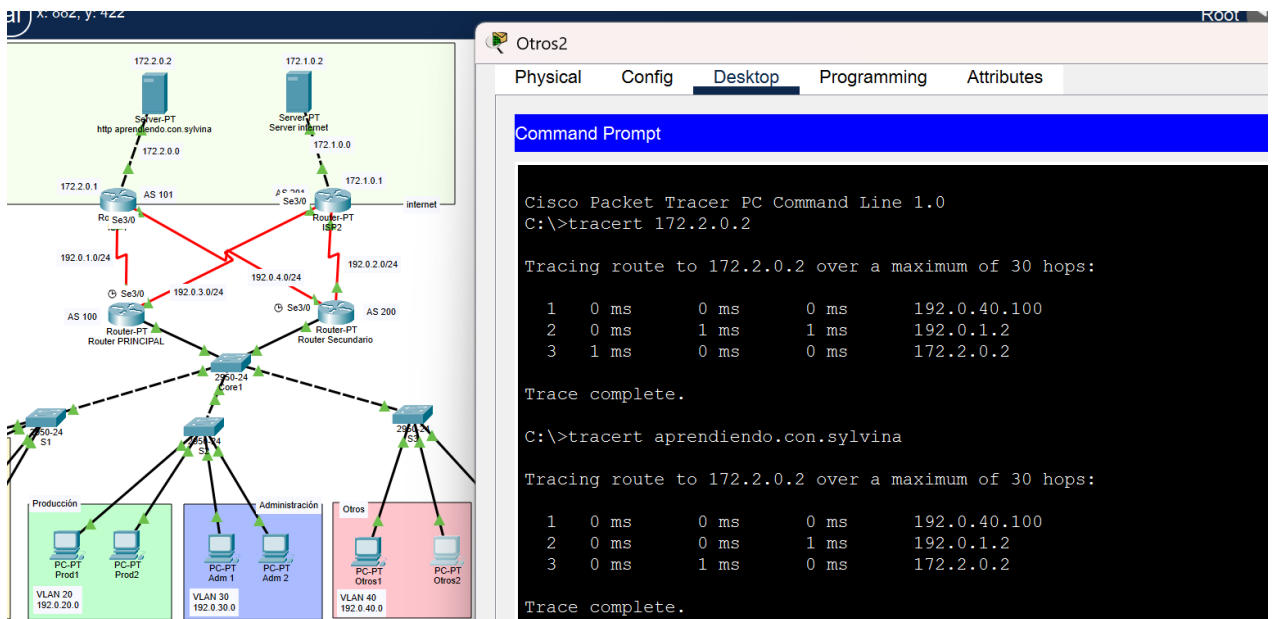 x: 882, y: 422
Root
172.2.0.2
172.1.0.2
Server-PT
http aprendiendo.con.sylvina
Server-PT
Server internet
172.2.0.0
172.1.0.0
172.2.0.1
AS 101
172.1.0.1
Se3/0
Se3/0
internet
Router-PT
ISP2
192.0.1.0/24
192.0.2.0/24
192.0.4.0/24
192.0.3.0/24
Se3/0
Se3/0
AS 100
AS 200
Router-PT
Router PRINCIPAL
Router-PT
Router Secundario
2950-24
Core1
2950-24
S1
2950-24
S2
2950-24
S3
Producción
Administración
Otros
PC-PT
Prod1
PC-PT
Prod2
PC-PT
Adm 1
PC-PT
Adm 2
PC-PT
Otros1
PC-PT
Otros2
VLAN 20
192.0.20.0
VLAN 30
192.0.30.0
VLAN 40
192.0.40.0
Otros2
Physical Config Desktop Programming Attributes
Command Prompt
Cisco Packet Tracer PC Command Line 1.0
C:\>tracert 172.2.0.2
Tracing route to 172.2.0.2 over a maximum of 30 hops:
1 0 ms 0 ms 0 ms 192.0.40.100
2 0 ms 1 ms 1 ms 192.0.1.2
3 1 ms 0 ms 0 ms 172.2.0.2
Trace complete.
C:\>tracert aprendiendo.con.sylvina
Tracing route to 172.2.0.2 over a maximum of 30 hops:
1 0 ms 0 ms 0 ms 192.0.40.100
2 0 ms 0 ms 1 ms 192.0.1.2
3 0 ms 1 ms 0 ms 172.2.0.2
Trace complete.